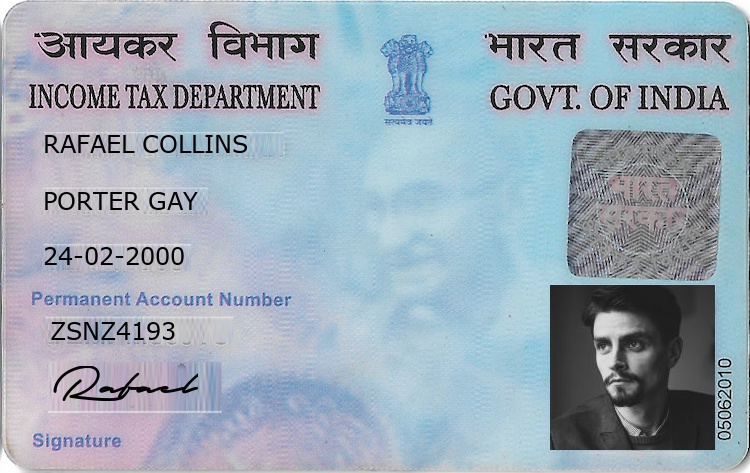 आयकर विभाग भारत सरकार
INCOME TAX DEPARTMENT GOVT. OF INDIA
सत्यमेव जयते
RAFAEL COLLINS
PORTER GAY
24-02-2000
भारत
सरकार
Permanent Account Number
ZSNZ4193
Rafael
Signature
05062010